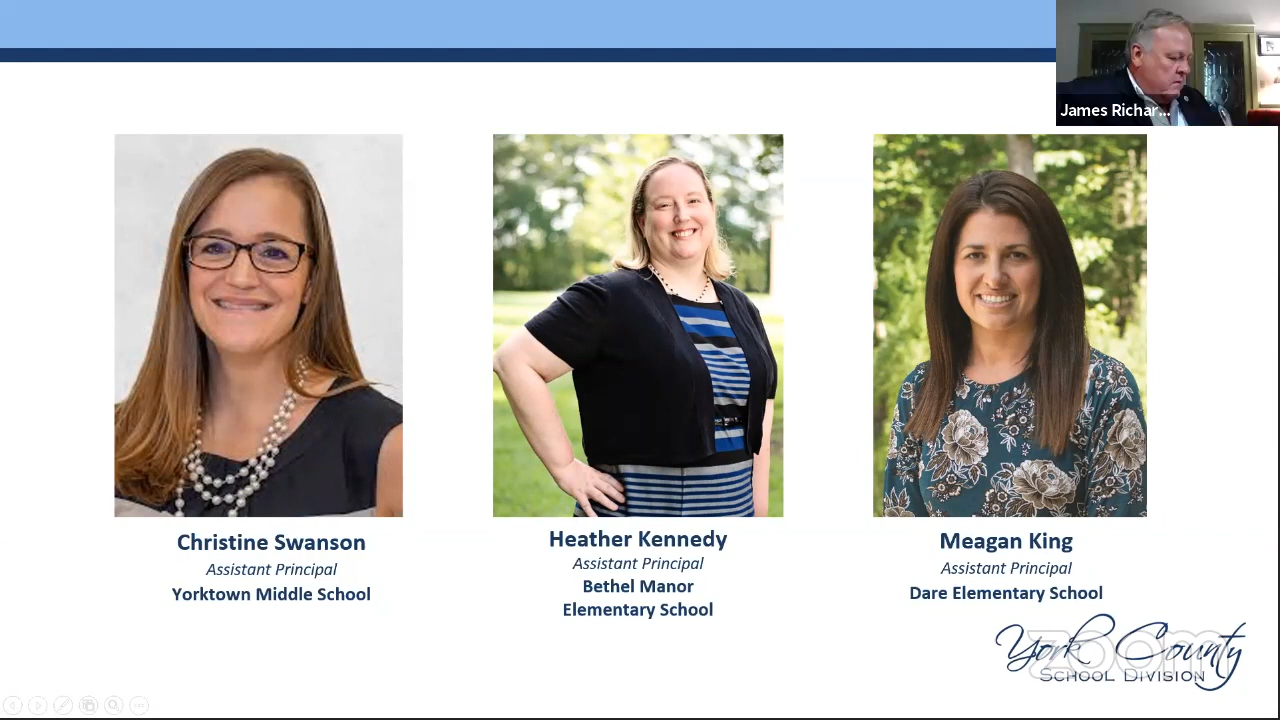 James Richar...
Christine Swanson
Assistant Principal
Yorktown Middle School
Heather Kennedy
Assistant Principal
Bethel Manor
Elementary School
Meagan King
Assistant Principal
Dare Elementary School
York County
SCHOOL DIVISION
zoom